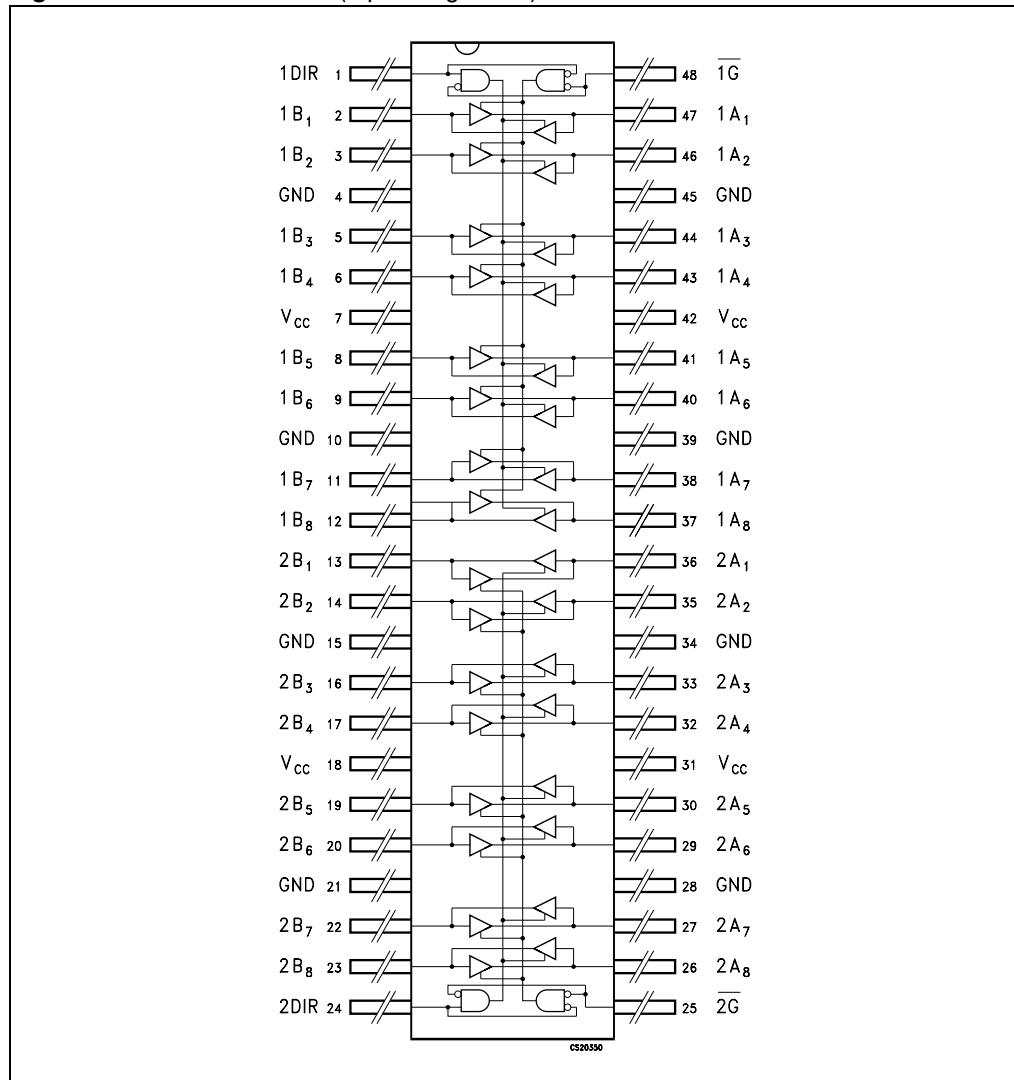 1DIR 1 48 1G̅
1B₁ 2 47 1A₁
1B₂ 3 46 1A₂
GND 4 45 GND
1B₃ 5 44 1A₃
1B₄ 6 43 1A₄
V_CC 7 42 V_CC
1B₅ 8 41 1A₅
1B₆ 9 40 1A₆
GND 10 39 GND
1B₇ 11 38 1A₇
1B₈ 12 37 1A₈
2B₁ 13 36 2A₁
2B₂ 14 35 2A₂
GND 15 34 GND
2B₃ 16 33 2A₃
2B₄ 17 32 2A₄
V_CC 18 31 V_CC
2B₅ 19 30 2A₅
2B₆ 20 29 2A₆
GND 21 28 GND
2B₇ 22 27 2A₇
2B₈ 23 26 2A₈
2DIR 24 25 2G̅
CS20350